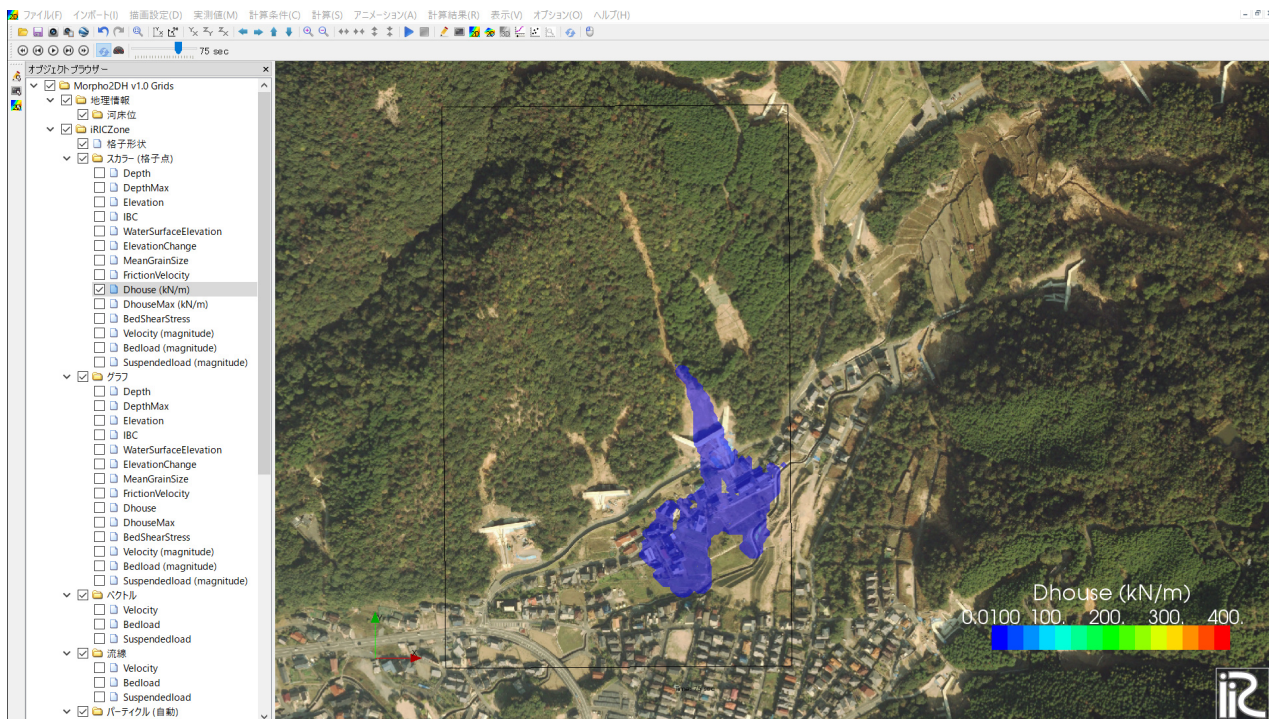 ファイル(F) インポート(I) 描画設定(D) 実測値(M) 計算条件(C) 計算(S) アニメーション(A) 計算結果(R) 表示(V) オプション(O) ヘルプ(H)
75 sec
オブジェクトブラウザー
Morpho2DH v1.0 Grids
地理情報
河床位
iRICZone
格子形状
スカラー (格子点)
Depth
DepthMax
Elevation
IBC
WaterSurfaceElevation
ElevationChange
MeanGrainSize
FrictionVelocity
Dhouse (kN/m)
DhouseMax (kN/m)
BedShearStress
Velocity (magnitude)
Bedload (magnitude)
Suspendedload (magnitude)
グラフ
Depth
DepthMax
Elevation
IBC
WaterSurfaceElevation
ElevationChange
MeanGrainSize
FrictionVelocity
Dhouse
DhouseMax
BedShearStress
Velocity (magnitude)
Bedload (magnitude)
Suspendedload (magnitude)
ベクトル
Velocity
Bedload
Suspendedload
流線
Velocity
Bedload
Suspendedload
パーティクル (自動)
Dhouse (kN/m)
0.0100 100. 200. 300. 400.
X
iRIC